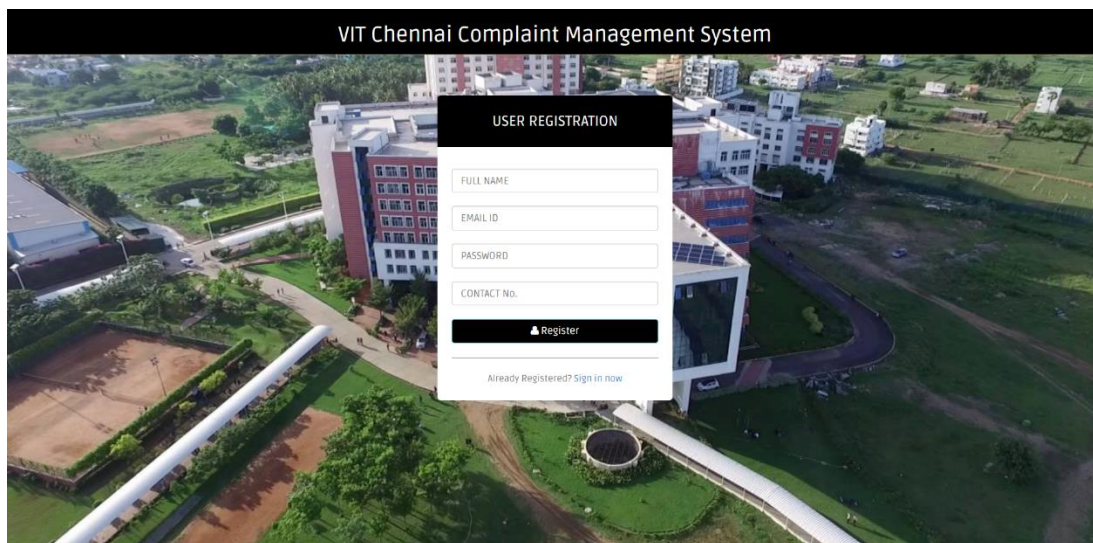 VIT Chennai Complaint Management System
USER REGISTRATION
FULL NAME
EMAIL ID
PASSWORD
CONTACT No.
Register
Already Registered? Sign in now